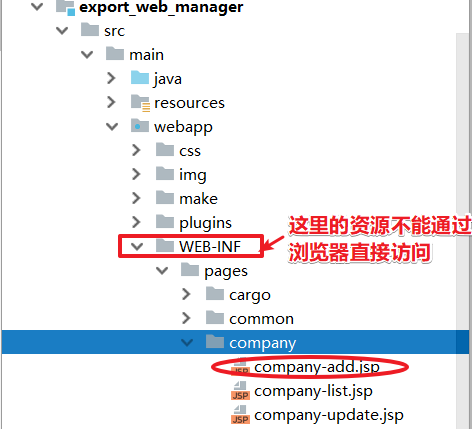 export_web_manager
src
main
java
resources
webapp
css
img
make
plugins
这里的资源不能通过
WEB-INF
浏览器直接访问
pages
cargo
common
company
JSP company-add.jsp
JSP company-list.jsp
JSP company-update.jsp